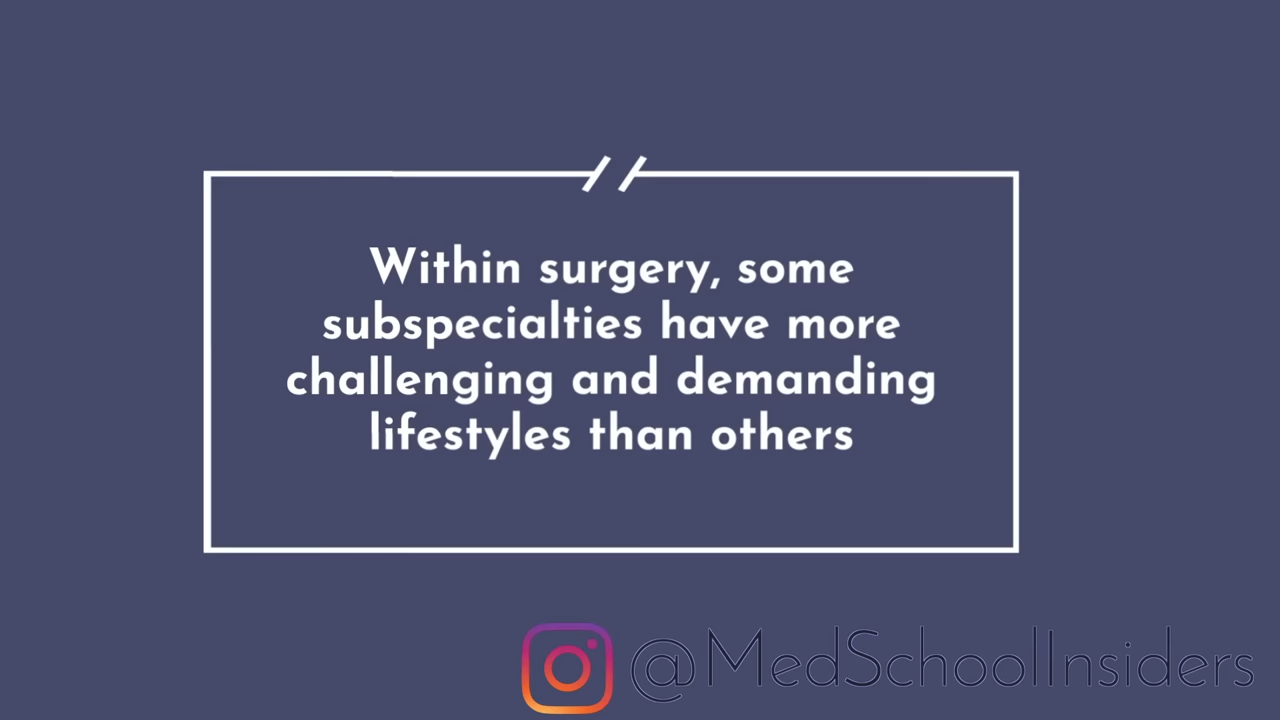 Within surgery, some
subspecialties have more
challenging and demanding
lifestyles than others
@MedSchoolInsiders